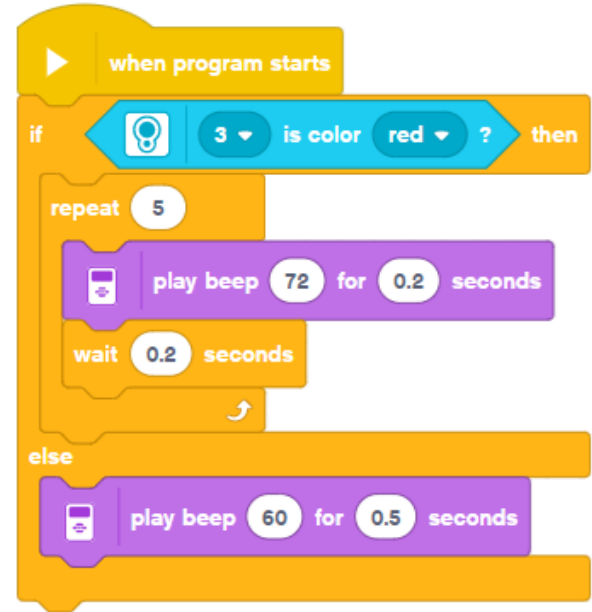 when program starts
if 3 is color red ? then
repeat 5
play beep 72 for 0.2 seconds
wait 0.2 seconds
else
play beep 60 for 0.5 seconds